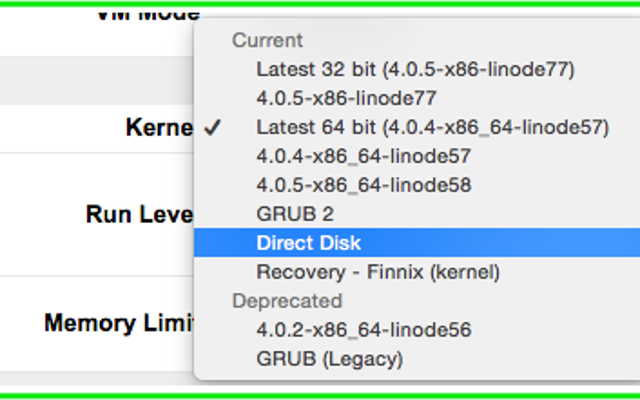 VM Mode
Current
Latest 32 bit (4.0.5-x86-linode77)
4.0.5-x86-linode77
Kerne ✓ Latest 64 bit (4.0.4-x86_64-linode57)
4.0.4-x86_64-linode57
4.0.5-x86_64-linode58
Run Leve GRUB 2
Direct Disk
Recovery - Finnix (kernel)
Deprecated
Memory Limit 4.0.2-x86_64-linode56
GRUB (Legacy)